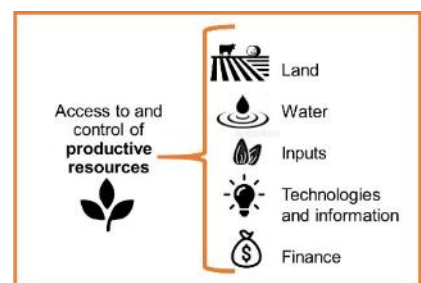 Access to and
control of
productive
resources
Land
Water
Inputs
Technologies
and information
$
Finance